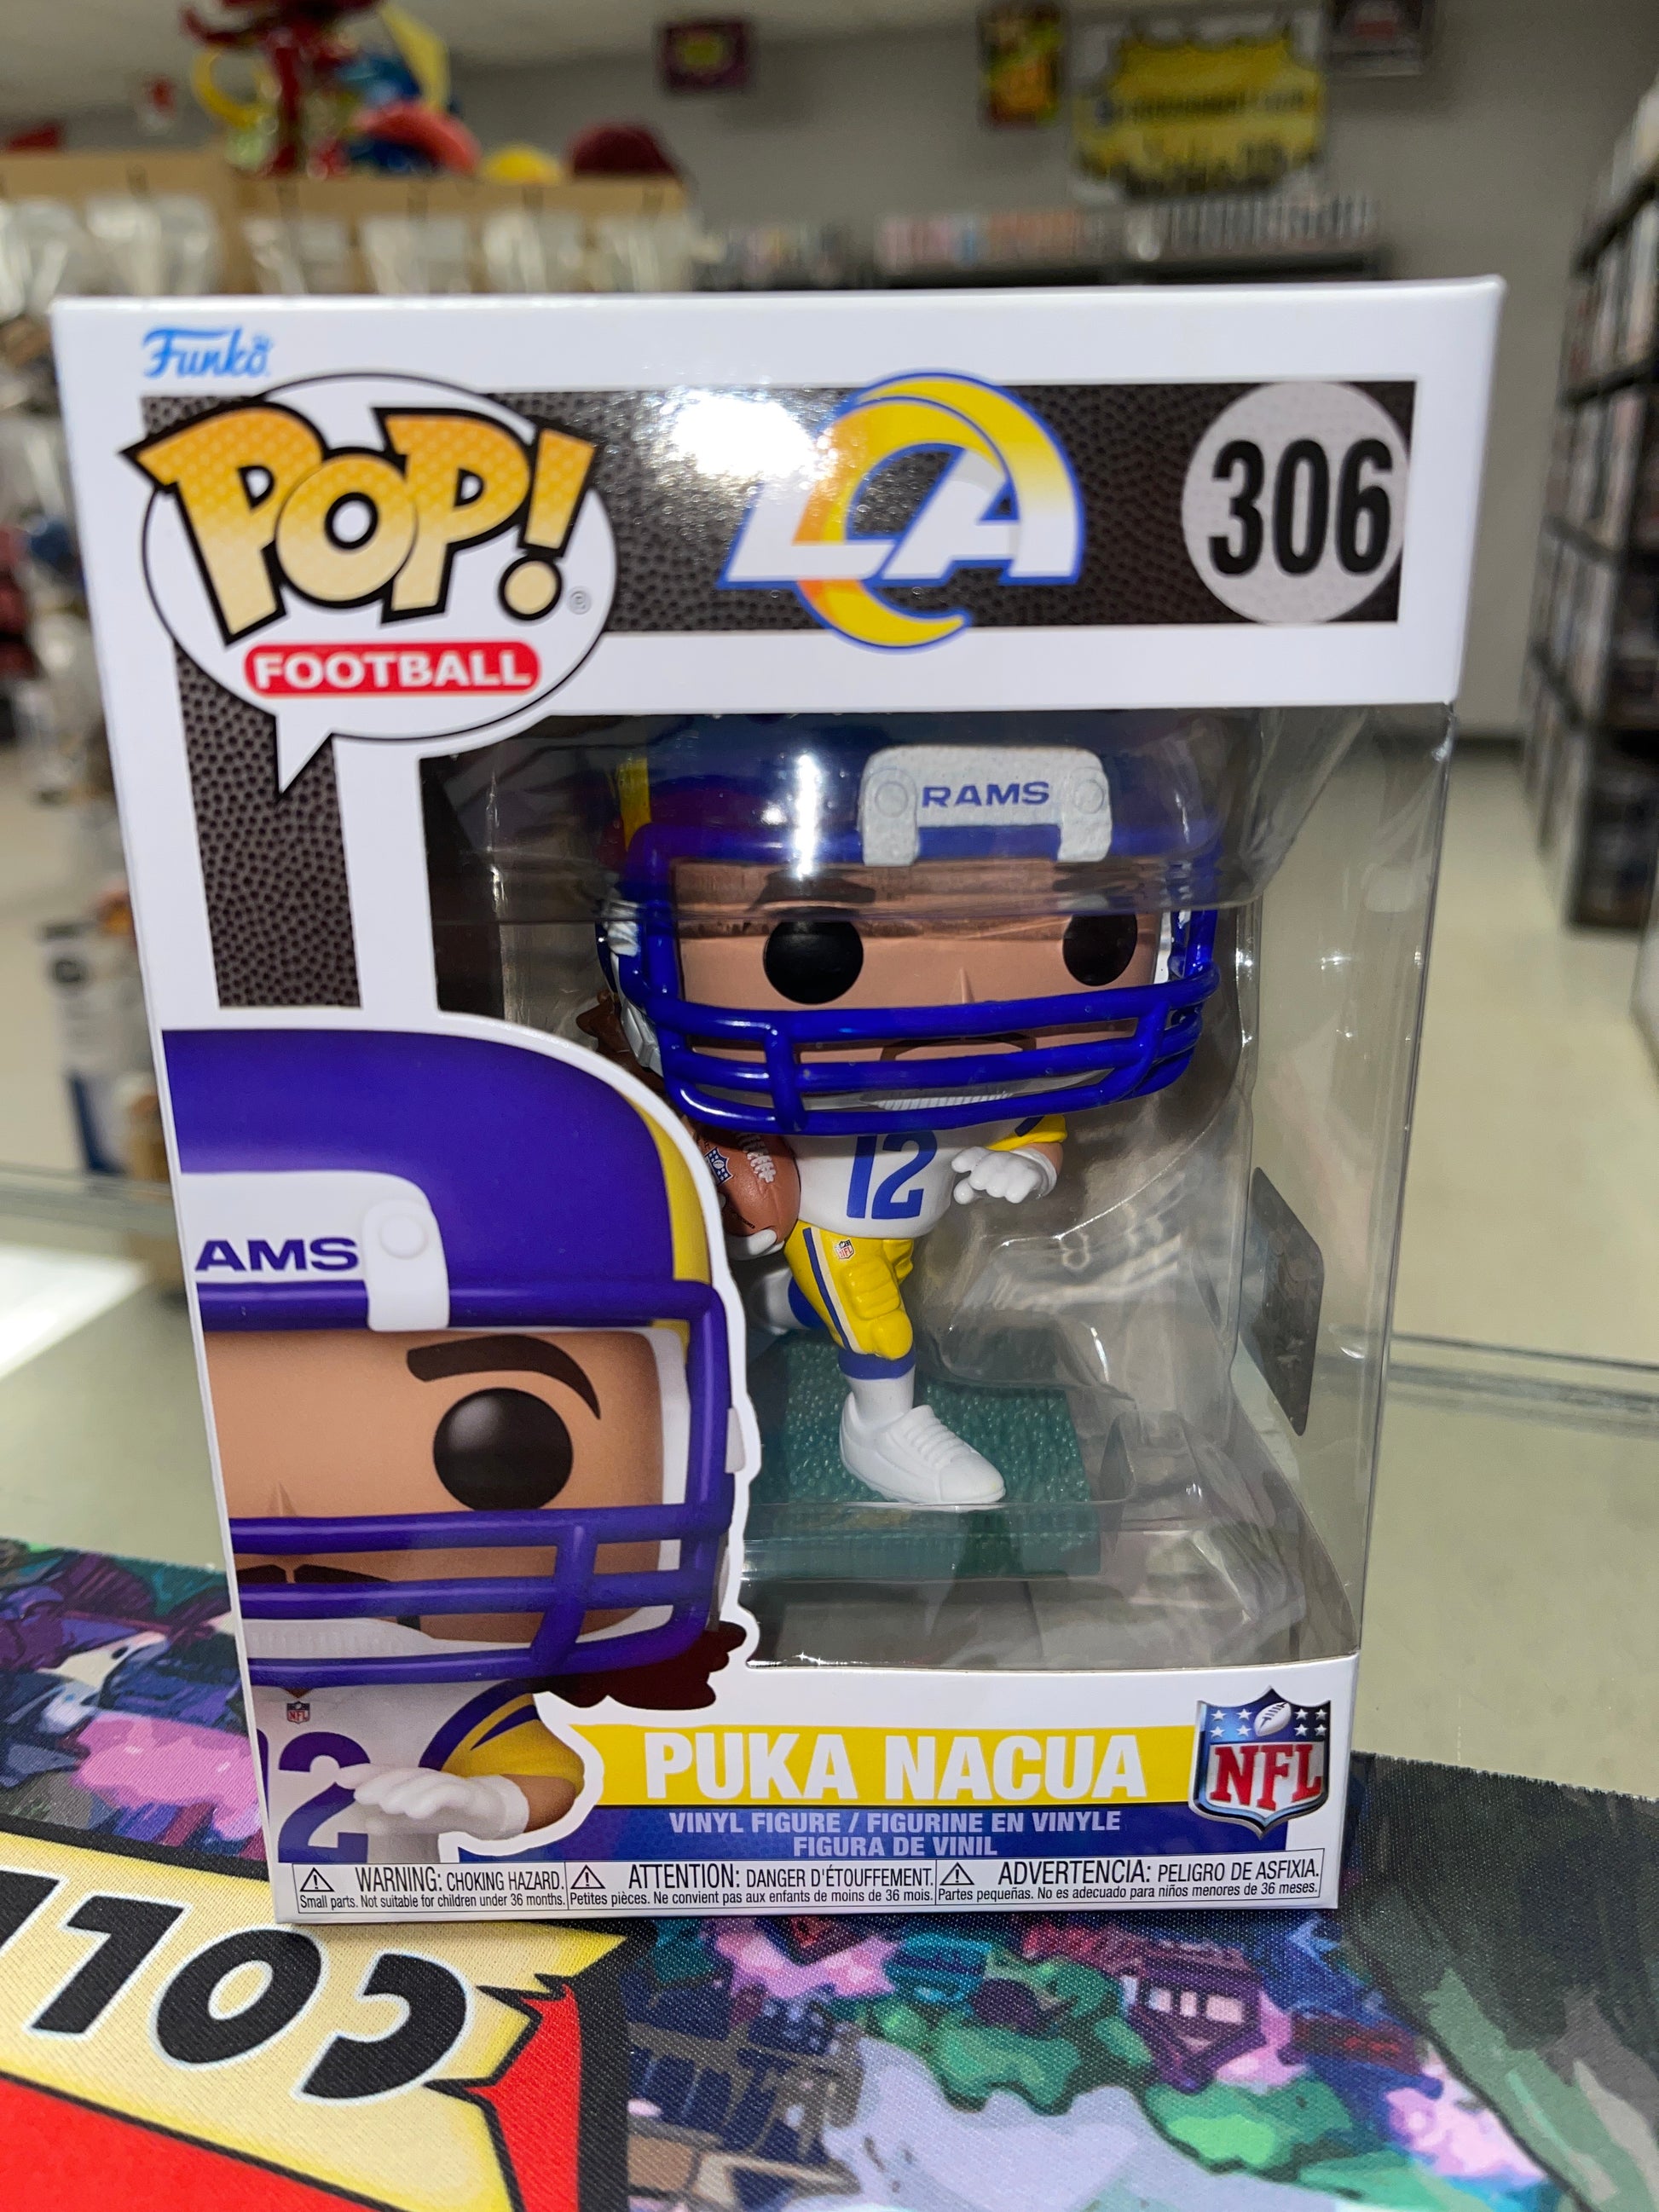 Funko
POP!
FOOTBALL
LA
306
RAMS
12
NFL
AMS
NFL
2
PUKA NACUA
VINYL FIGURE / FIGURINE EN VINYLE
FIGURA DE VINIL
NFL
WARNING: CHOKING HAZARD.
Small parts. Not suitable for children under 36 months.
ATTENTION: DANGER D'ÉTOUFFEMENT.
Petites pièces. Ne convient pas aux enfants de moins de 36 mois.
ADVERTENCIA: PELIGRO DE ASFIXIA.
Partes pequeñas. No es adecuado para niños menores de 36 meses.